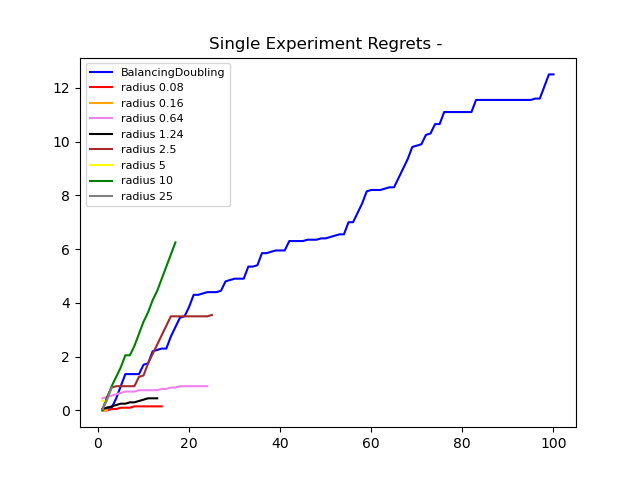 Single Experiment Regrets -
BalancingDoubling
radius 0.08
radius 0.16
radius 0.64
radius 1.24
radius 2.5
radius 5
radius 10
radius 25
12
10
8
6
4
2
0
0 20 40 60 80 100